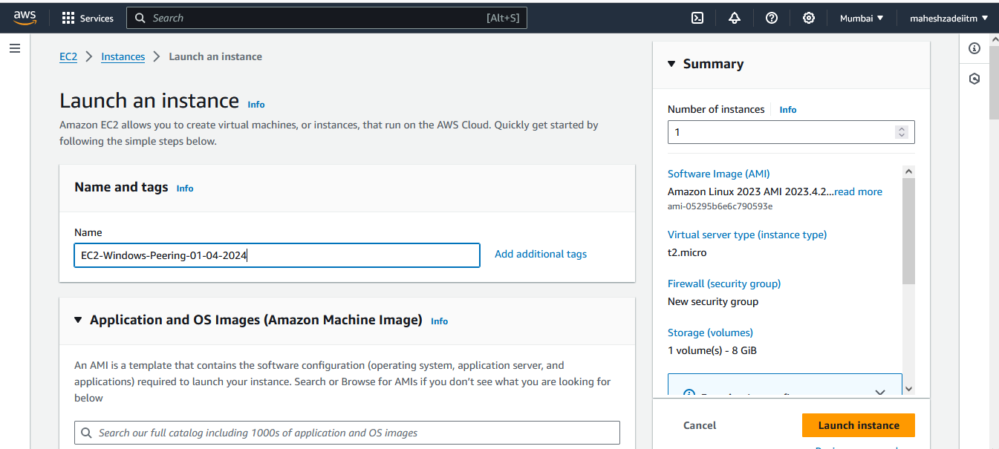 aws
Services
Search
[Alt+S]
Mumbai
maheshzadeiitm
EC2 > Instances > Launch an instance
Launch an instance Info
Amazon EC2 allows you to create virtual machines, or instances, that run on the AWS Cloud. Quickly get started by
following the simple steps below.
Name and tags Info
Name
EC2-Windows-Peering-01-04-2024
Add additional tags
Application and OS Images (Amazon Machine Image) Info
An AMI is a template that contains the software configuration (operating system, application server, and
applications) required to launch your instance. Search or Browse for AMIs if you don’t see what you are looking for
below
Search our full catalog including 1000s of application and OS images
Summary
Number of instances Info
1
Software Image (AMI)
Amazon Linux 2023 AMI 2023.4.2...read more
ami-05295b6e6c790593e
Virtual server type (instance type)
t2.micro
Firewall (security group)
New security group
Storage (volumes)
1 volume(s) - 8 GiB
Cancel
Launch instance